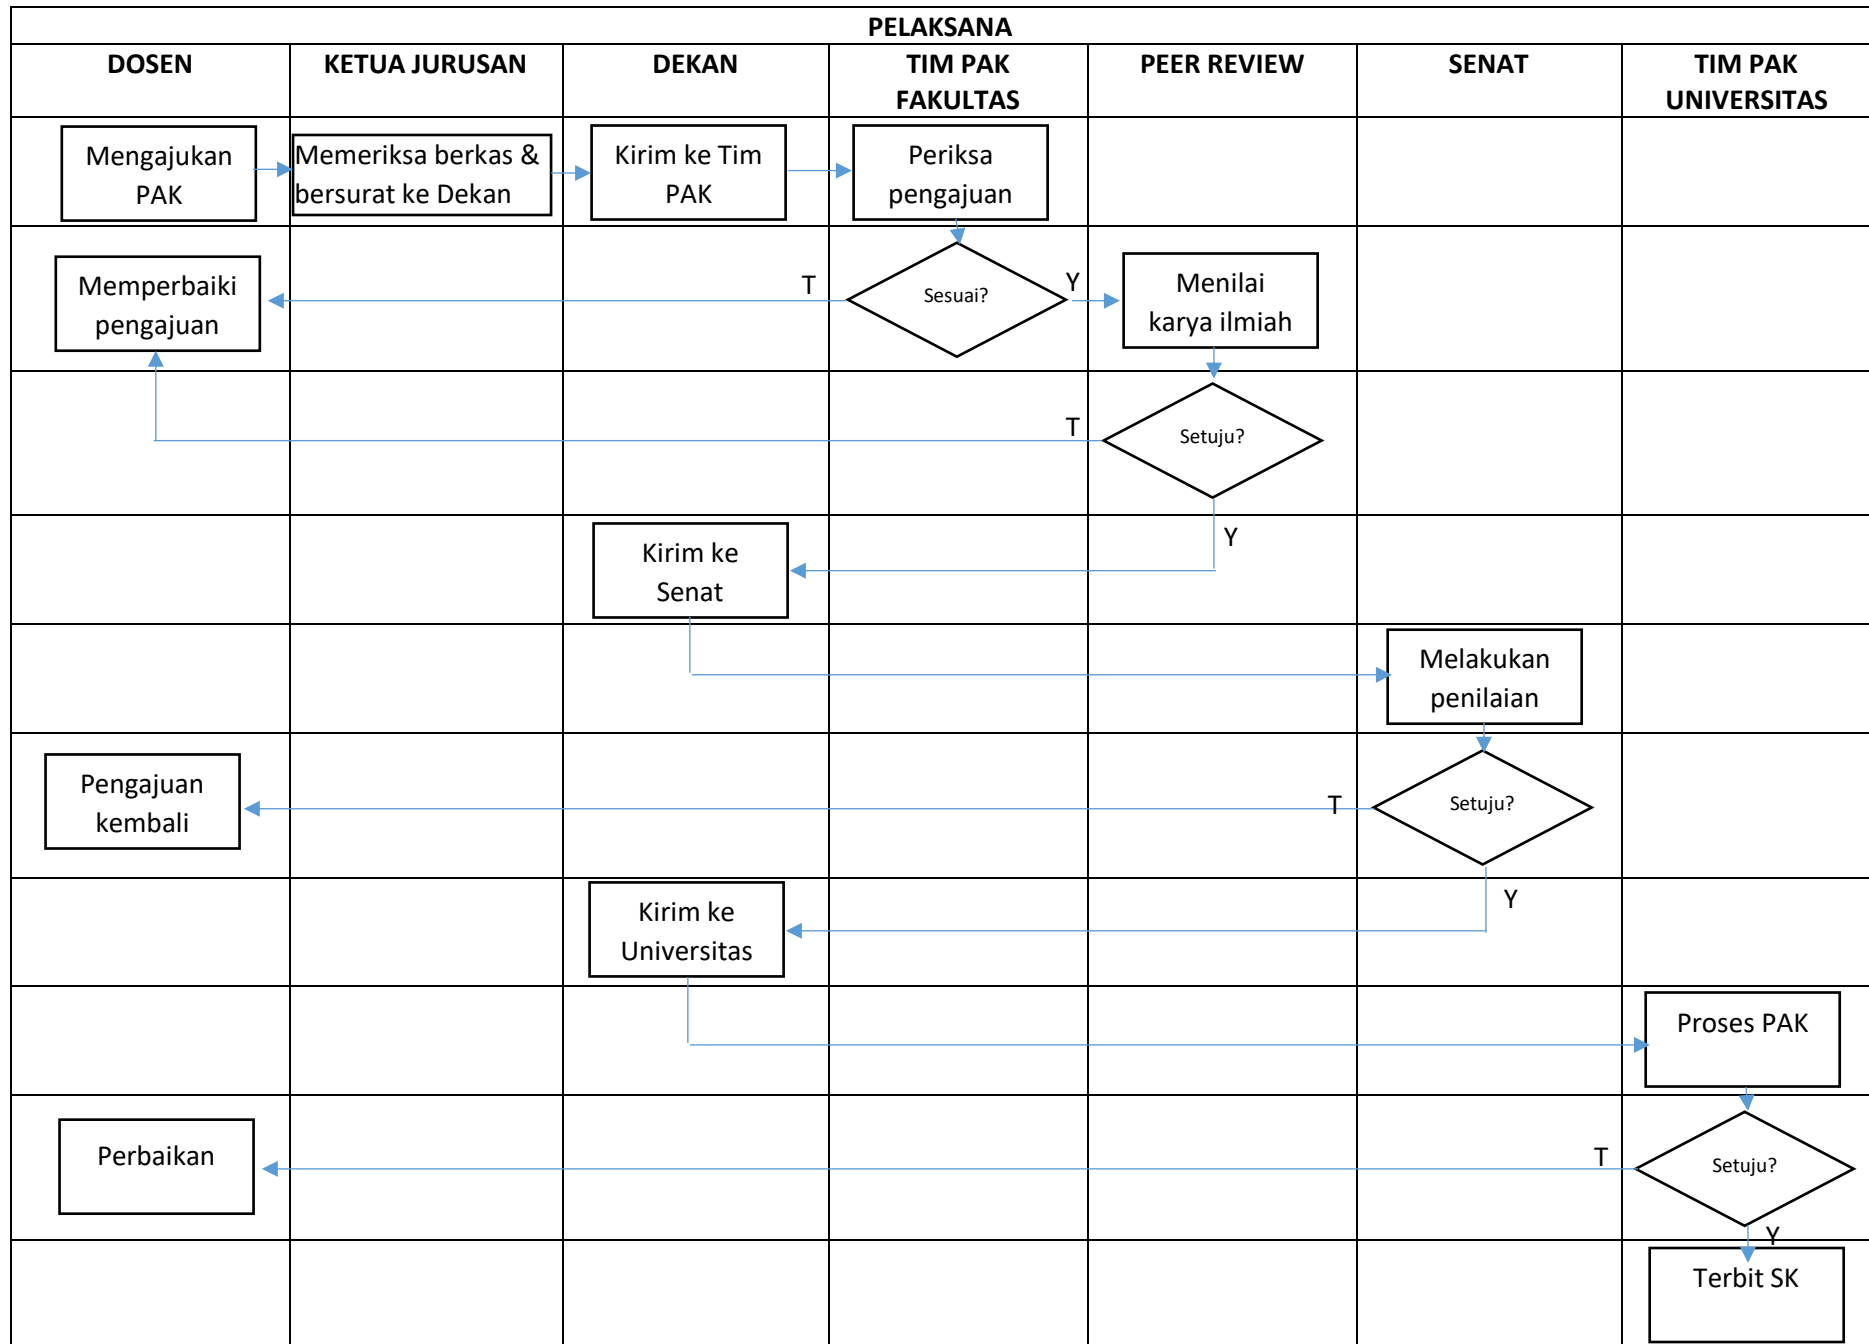 PELAKSANA
DOSEN
KETUA JURUSAN
DEKAN
TIM PAK
FAKULTAS
PEER REVIEW
SENAT
TIM PAK
UNIVERSITAS
Mengajukan
PAK
Memeriksa berkas &
bersurat ke Dekan
Kirim ke Tim
PAK
Periksa
pengajuan
Memperbaiki
pengajuan
T
Sesuai?
Y
Menilai
karya ilmiah
T
Setuju?
Y
Kirim ke
Senat
Melakukan
penilaian
Pengajuan
kembali
T
Setuju?
Y
Kirim ke
Universitas
Proses PAK
Perbaikan
T
Setuju?
Y
Terbit SK